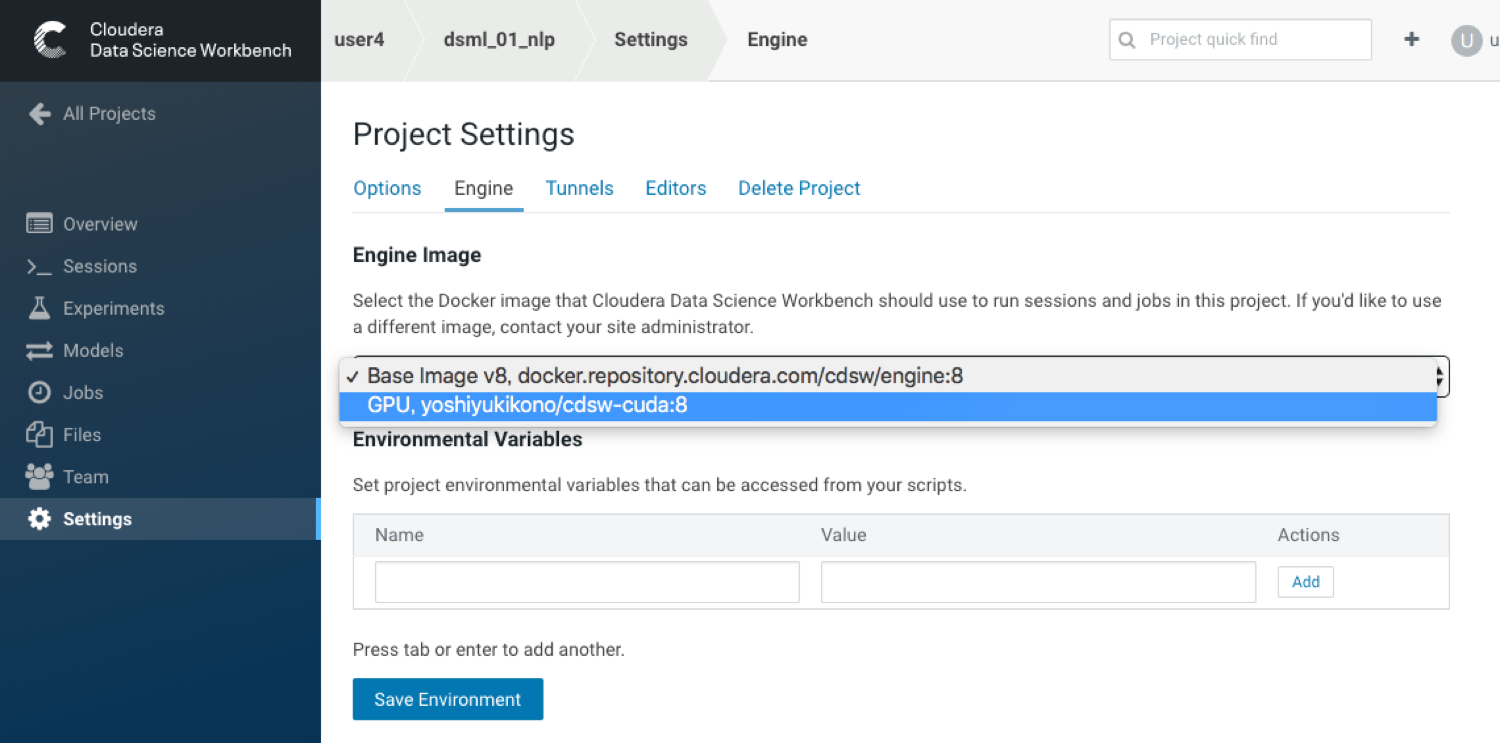 Cloudera
Data Science Workbench
user4
dsml_01_nlp
Settings
Engine
Project quick find
U
u
All Projects
Overview
Sessions
Experiments
Models
Jobs
Files
Team
Settings
Project Settings
Options
Engine
Tunnels
Editors
Delete Project
Engine Image
Select the Docker image that Cloudera Data Science Workbench should use to run sessions and jobs in this project. If you'd like to use
a different image, contact your site administrator.
✓ Base Image v8, docker.repository.cloudera.com/cdsw/engine:8
GPU, yoshiyukikono/cdsw-cuda:8
Environmental Variables
Set project environmental variables that can be accessed from your scripts.
Name
Value
Actions
Add
Press tab or enter to add another.
Save Environment